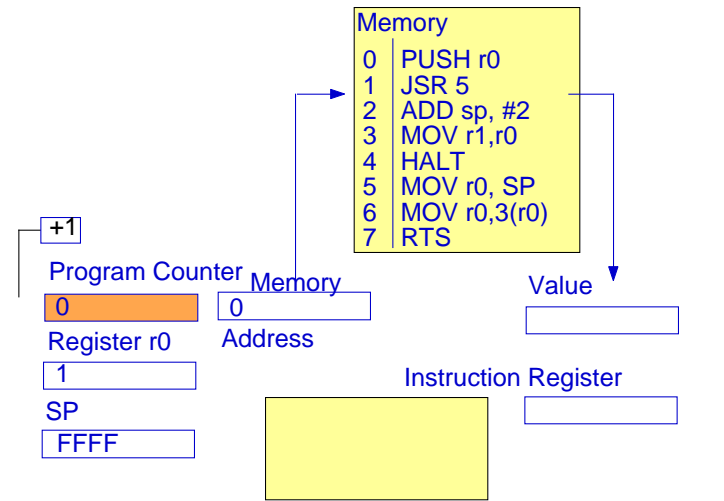 Memory
0 PUSH r0
1 JSR 5
2 ADD sp, #2
3 MOV r1,r0
4 HALT
5 MOV r0, SP
6 MOV r0,3(r0)
7 RTS
+1
Program Counter
0
Memory
0
Address
Value
Register r0
1
Instruction Register
SP
FFFF